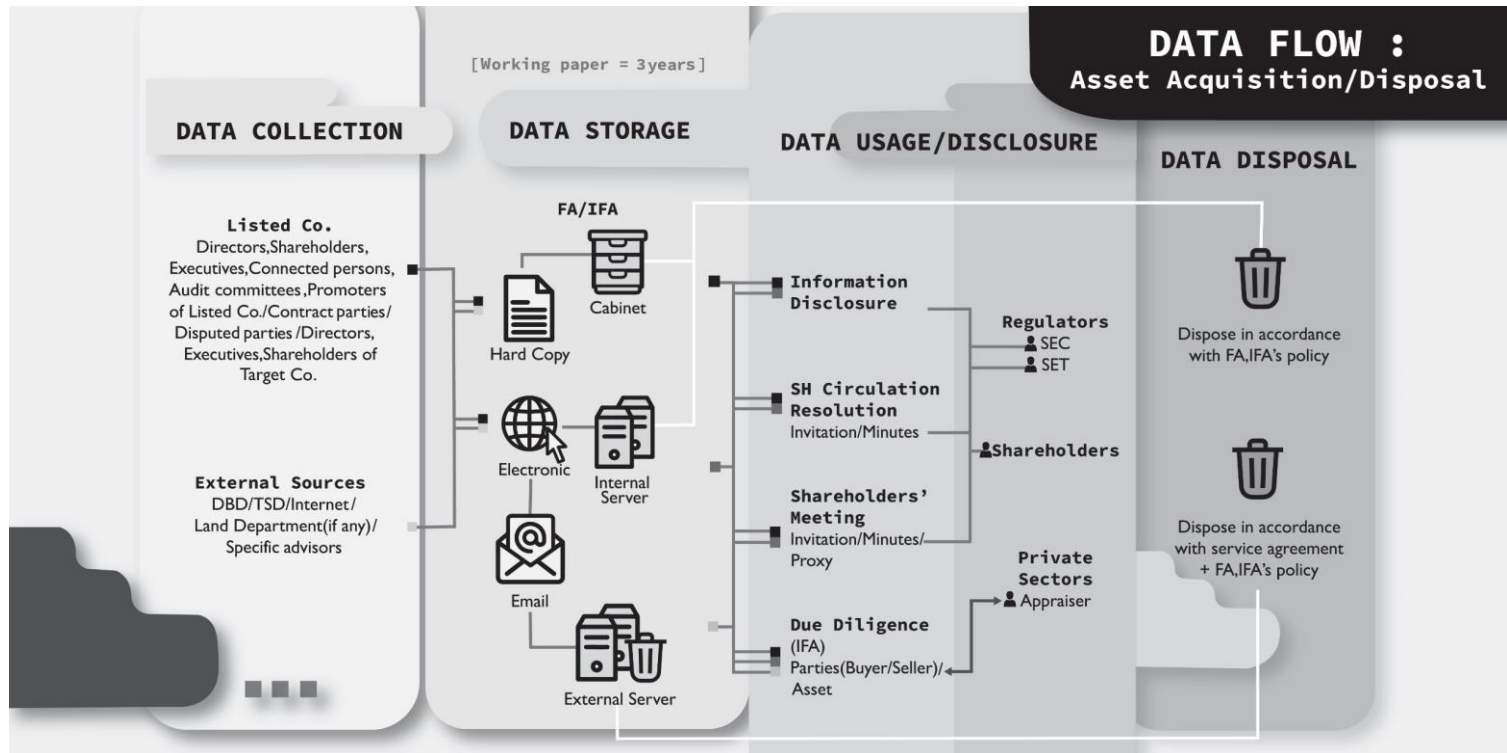 DATA FLOW :
Asset Acquisition/Disposal
DATA COLLECTION
Listed Co.
Directors,Shareholders,
Executives,Connected persons,
Audit committees,Promoters
of Listed Co./Contract parties/
Disputed parties/Directors,
Executives,Shareholders of
Target Co.
External Sources
DBD/TSD/Internet/
Land Department(if any)/
Specific advisors
[Working paper = 3years]
DATA STORAGE
FA/IFA
Cabinet
Hard Copy
Electronic
Internal
Server
Email
External Server
DATA USAGE/DISCLOSURE
Information
Disclosure
SH Circulation
Resolution
Invitation/Minutes
Shareholders'
Meeting
Invitation/Minutes/
Proxy
Due Diligence
(IFA)
Parties(Buyer/Seller)/
Asset
Regulators
SEC
SET
Shareholders
Private
Sectors
Appraiser
DATA DISPOSAL
Dispose in accordance
with FA,IFA's policy
Dispose in accordance
with service agreement
+ FA,IFA's policy